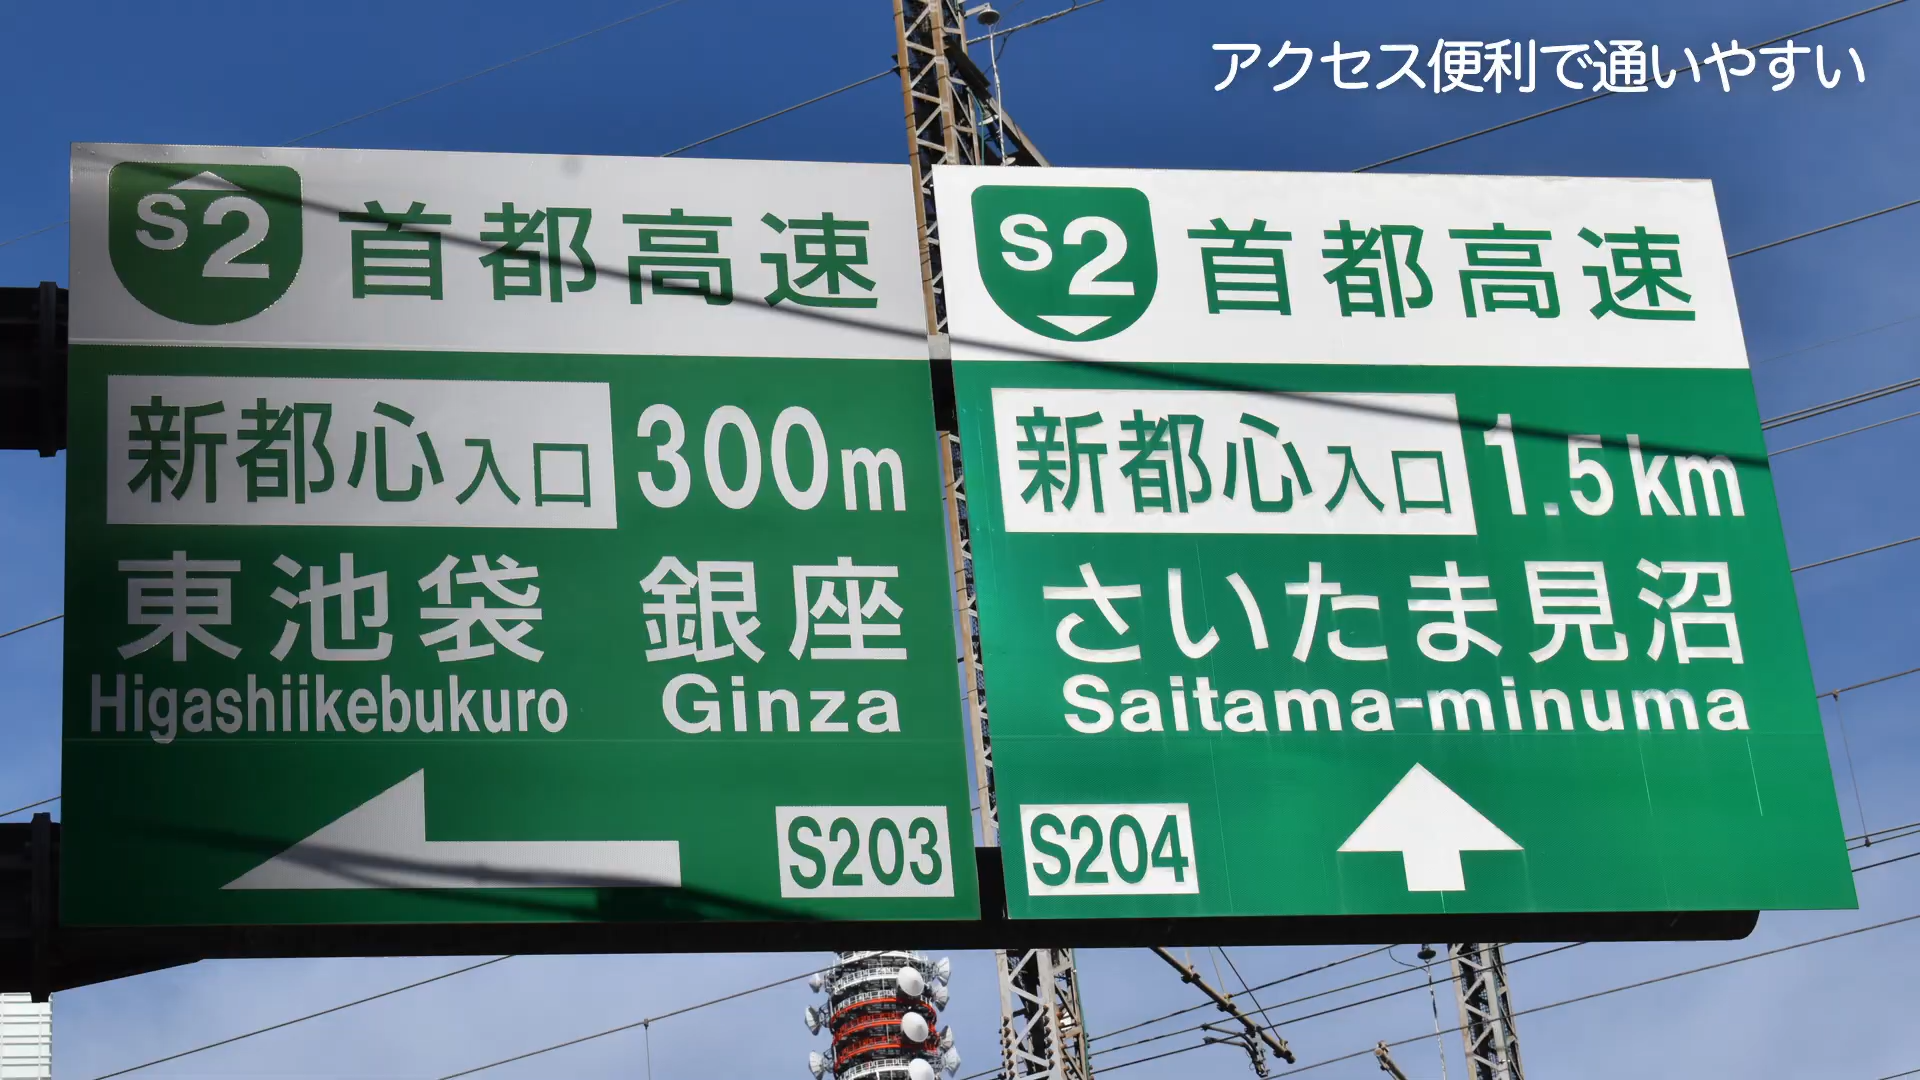 アクセス便利で通いやすい
S2 首都高速
新都心入口 300m
東池袋 銀座
Higashiikebukuro Ginza
S203
S2 首都高速
新都心入口 1.5km
さいたま見沼
Saitama-minuma
S204